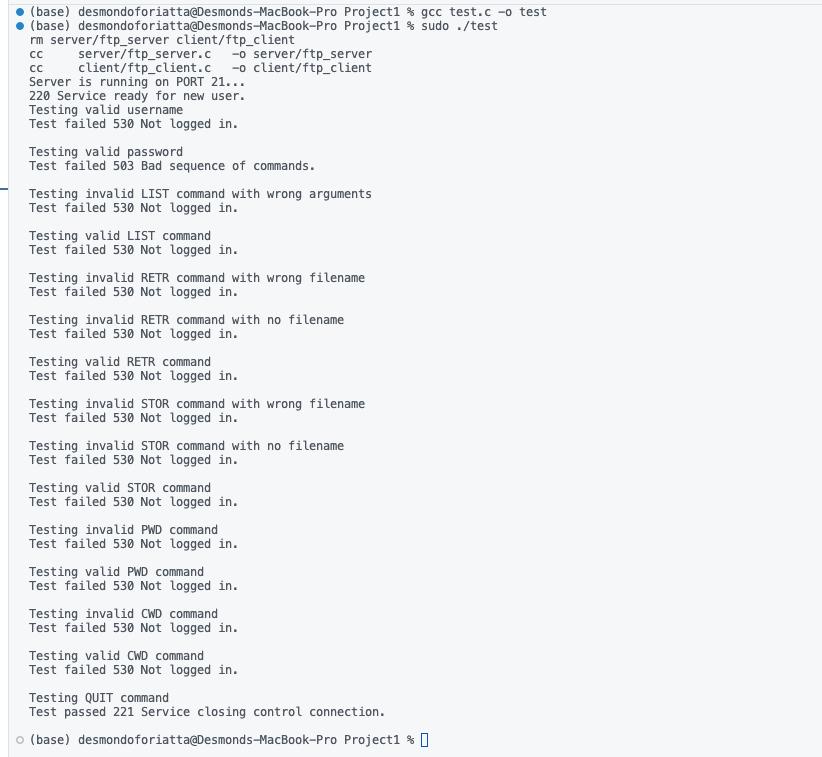 (base) desmondoforiatta@Desmonds-MacBook-Pro Project1 % gcc test.c -o test
(base) desmondoforiatta@Desmonds-MacBook-Pro Project1 % sudo ./test
rm server/ftp_server client/ftp_client
cc     server/ftp_server.c   -o server/ftp_server
cc     client/ftp_client.c   -o client/ftp_client
Server is running on PORT 21...
220 Service ready for new user.
Testing valid username
Test failed 530 Not logged in.

Testing valid password
Test failed 503 Bad sequence of commands.

Testing invalid LIST command with wrong arguments
Test failed 530 Not logged in.

Testing valid LIST command
Test failed 530 Not logged in.

Testing invalid RETR command with wrong filename
Test failed 530 Not logged in.

Testing invalid RETR command with no filename
Test failed 530 Not logged in.

Testing valid RETR command
Test failed 530 Not logged in.

Testing invalid STOR command with wrong filename
Test failed 530 Not logged in.

Testing invalid STOR command with no filename
Test failed 530 Not logged in.

Testing valid STOR command
Test failed 530 Not logged in.

Testing invalid PWD command
Test failed 530 Not logged in.

Testing valid PWD command
Test failed 530 Not logged in.

Testing invalid CWD command
Test failed 530 Not logged in.

Testing valid CWD command
Test failed 530 Not logged in.

Testing QUIT command
Test passed 221 Service closing control connection.

(base) desmondoforiatta@Desmonds-MacBook-Pro Project1 %